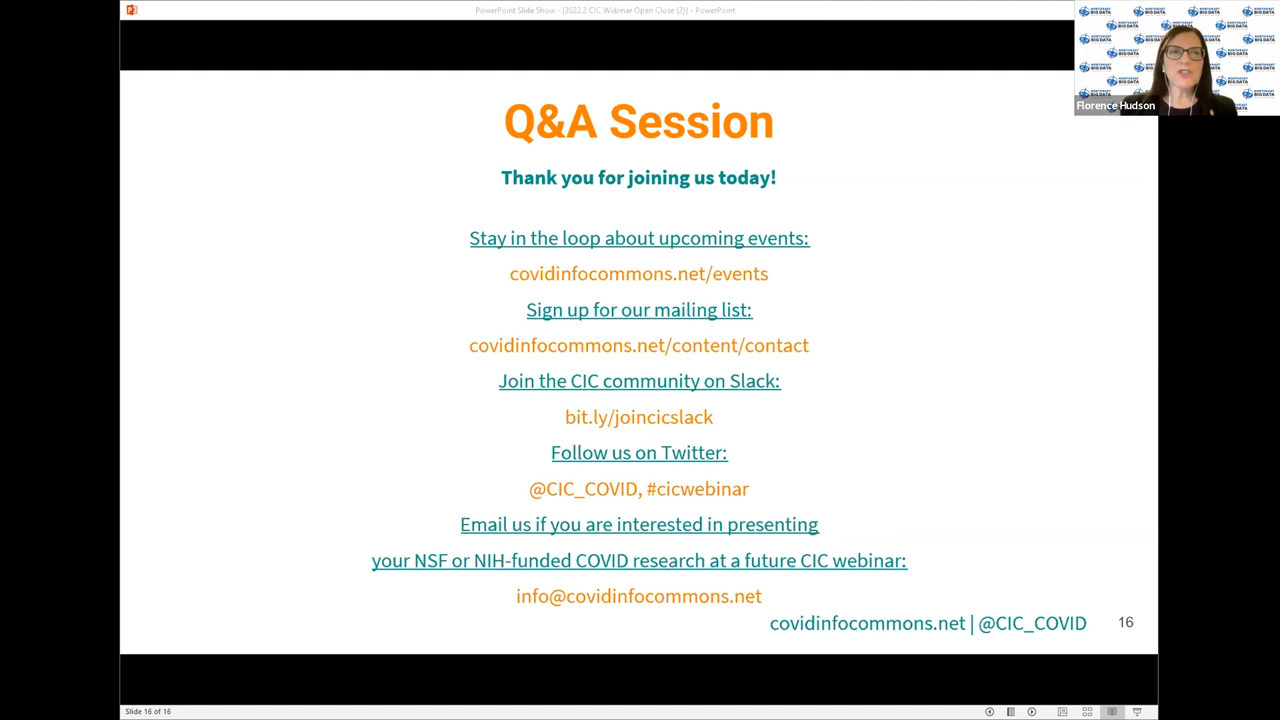 PowerPoint Slide Show - [2022.2 CIC Webinar Open Close (2)] - PowerPoint
NORTHEAST BIG DATA
Florence Hudson
Q&A Session
Thank you for joining us today!
Stay in the loop about upcoming events:
covidinfocommons.net/events
Sign up for our mailing list:
covidinfocommons.net/content/contact
Join the CIC community on Slack:
bit.ly/joincicslack
Follow us on Twitter:
@CIC_COVID, #cicwebinar
Email us if you are interested in presenting
your NSF or NIH-funded COVID research at a future CIC webinar:
info@covidinfocommons.net
covidinfocommons.net | @CIC_COVID
16
Slide 16 of 16